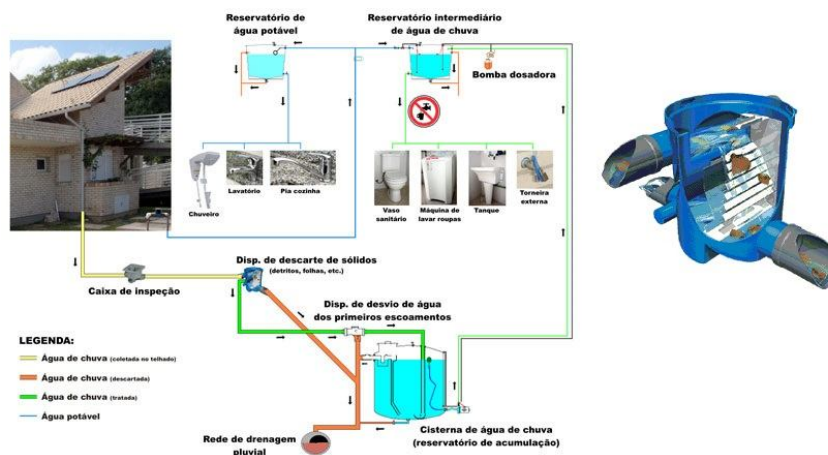 Reservatório de
água potável
Reservatório intermediário
de água de chuva
Bomba dosadora
Chuveiro
Lavatório
Pia cozinha
Vaso
sanitário
Máquina de
lavar roupas
Tanque
Torneira
externa
Disp. de descarte de sólidos
(detritos, folhas, etc.)
Caixa de inspeção
Disp. de desvio de água
dos primeiros escoamentos
LEGENDA:
Água de chuva (coletada no telhado)
Água de chuva (descartada)
Água de chuva (tratada)
Água potável
Rede de drenagem
pluvial
Cisterna de água de chuva
(reservatório de acumulação)